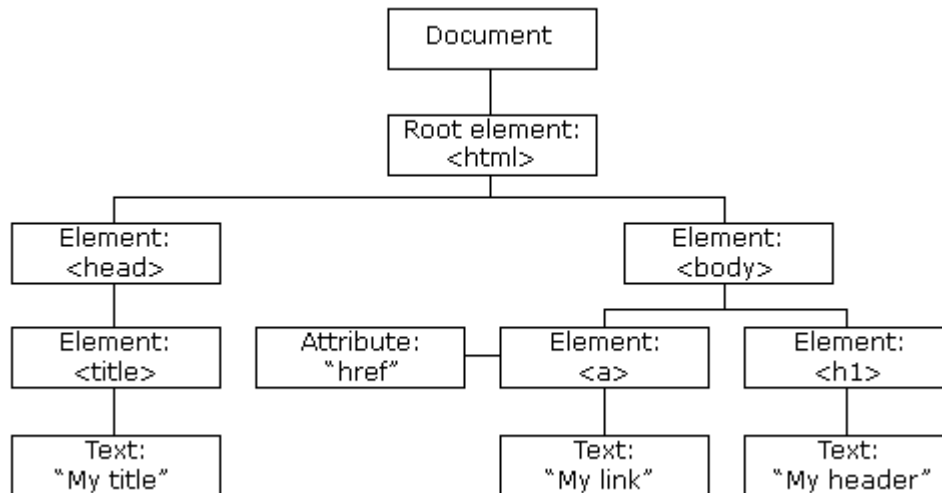 Document
Root element:
<html>
Element:
<head>
Element:
<body>
Element:
<title>
Attribute:
“href”
Element:
<a>
Element:
<h1>
Text:
“My title”
Text:
“My link”
Text:
“My header”